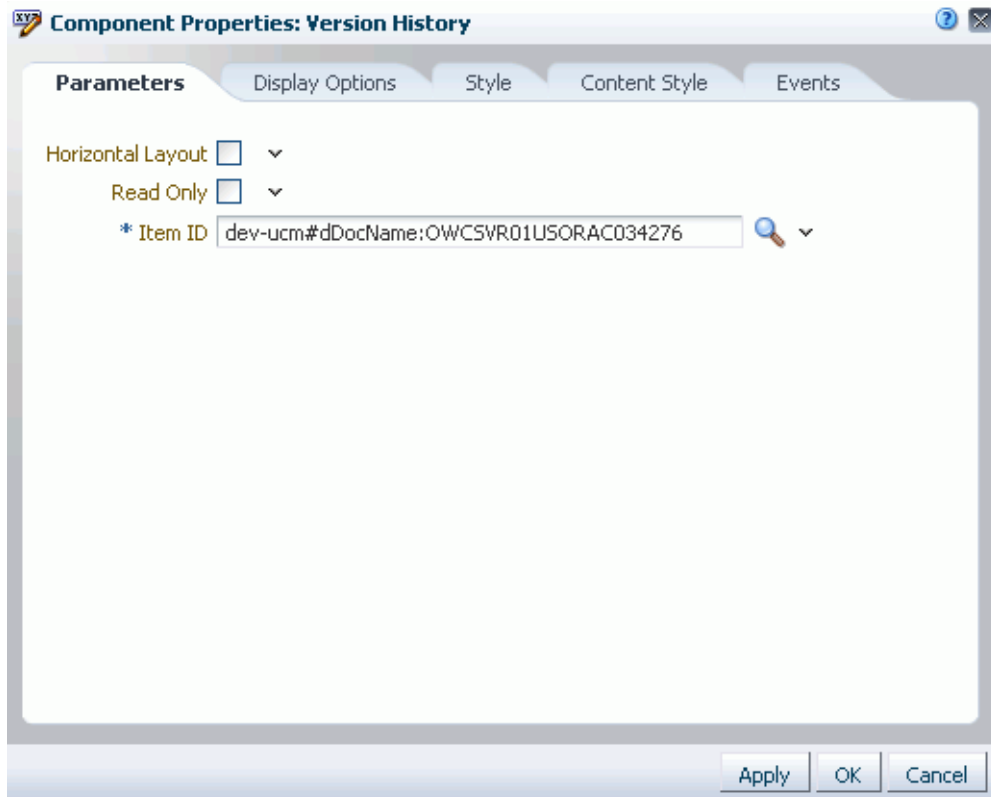 Component Properties: Version History
Parameters Display Options Style Content Style Events
Horizontal Layout
Read Only
* Item ID dev-ucm#dDocName:OWCSVR01USORAC034276
Apply OK Cancel